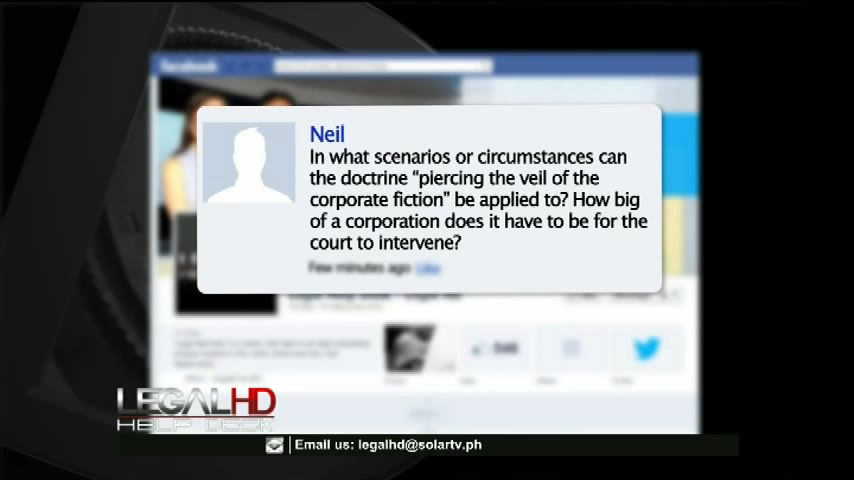 facebook
Neil
In what scenarios or circumstances can
the doctrine “piercing the veil of the
corporate fiction” be applied to? How big
of a corporation does it have to be for the
court to intervene?
Few minutes ago Like
LEGALHD
HELP DESK
Email us: legalhd@solartv.ph